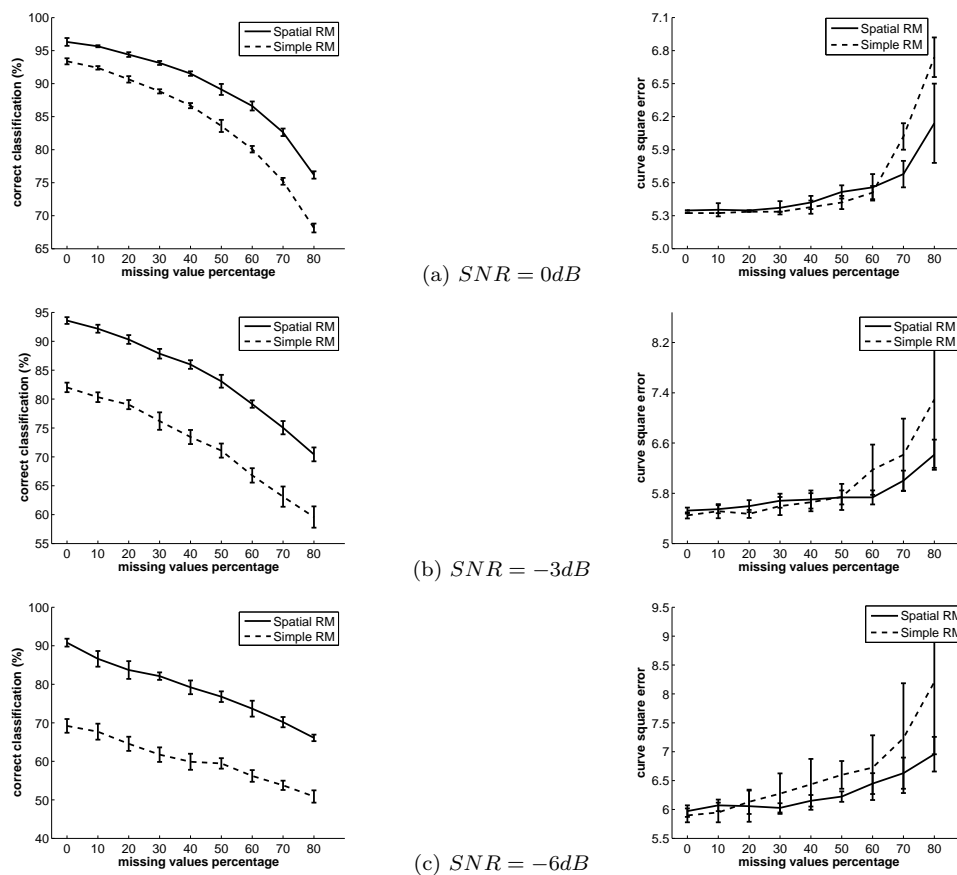 100
95
90
85
80
75
70
65
correct classification (%)
0 10 20 30 40 50 60 70 80
missing value percentage
Spatial RM
Simple RM
7.1
6.8
6.5
6.2
5.9
5.6
5.3
5.0
curve square error
0 10 20 30 40 50 60 70 80
missing values percentage
Spatial RM
Simple RM
(a) SNR = 0dB
95
90
85
80
75
70
65
60
55
correct classification (%)
0 10 20 30 40 50 60 70 80
missing values percentage
Spatial RM
Simple RM
8.2
7.4
6.6
5.8
5
curve square error
0 10 20 30 40 50 60 70 80
missing values percentage
Spatial RM
Simple RM
(b) SNR = −3dB
100
90
80
70
60
50
40
correct classification (%)
0 10 20 30 40 50 60 70 80
missing values percentage
Spatial RM
Simple RM
9.5
9
8.5
8
7.5
7
6.5
6
5.5
curve square error
0 10 20 30 40 50 60 70 80
missing values percentage
Spatial RM
Simple RM
(c) SNR = −6dB